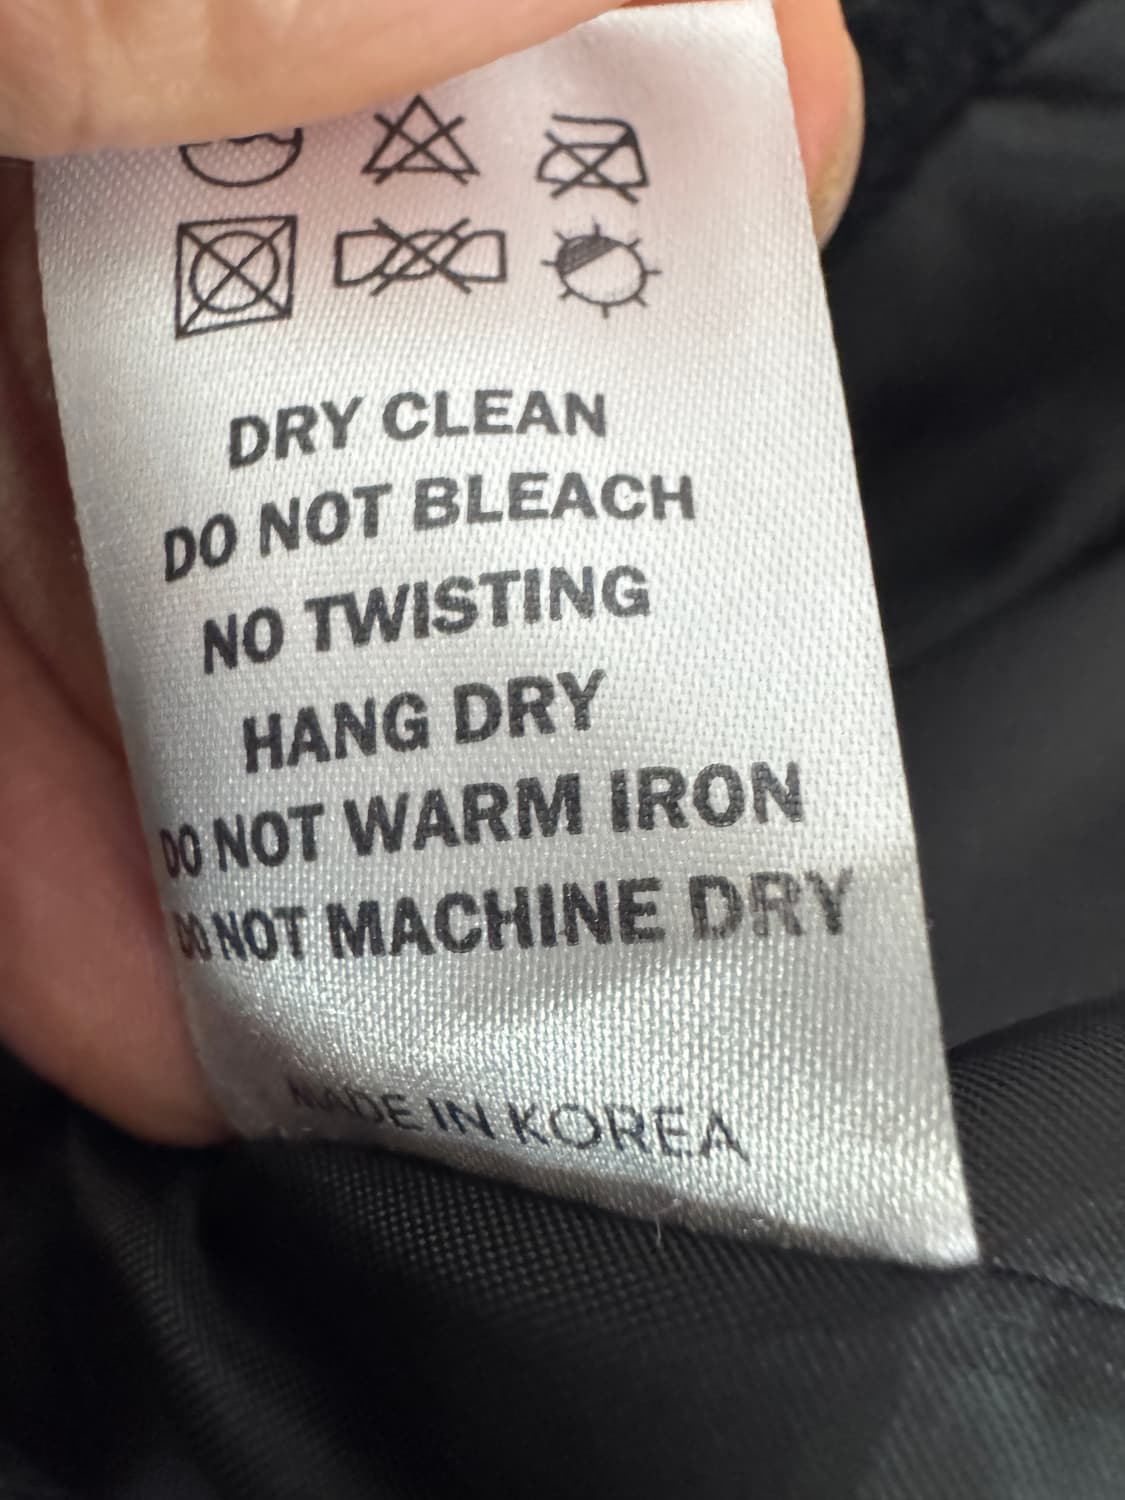 DRY CLEAN
DO NOT BLEACH
NO TWISTING
HANG DRY
DO NOT WARM IRON
DO NOT MACHINE DRY
MADE IN KOREA